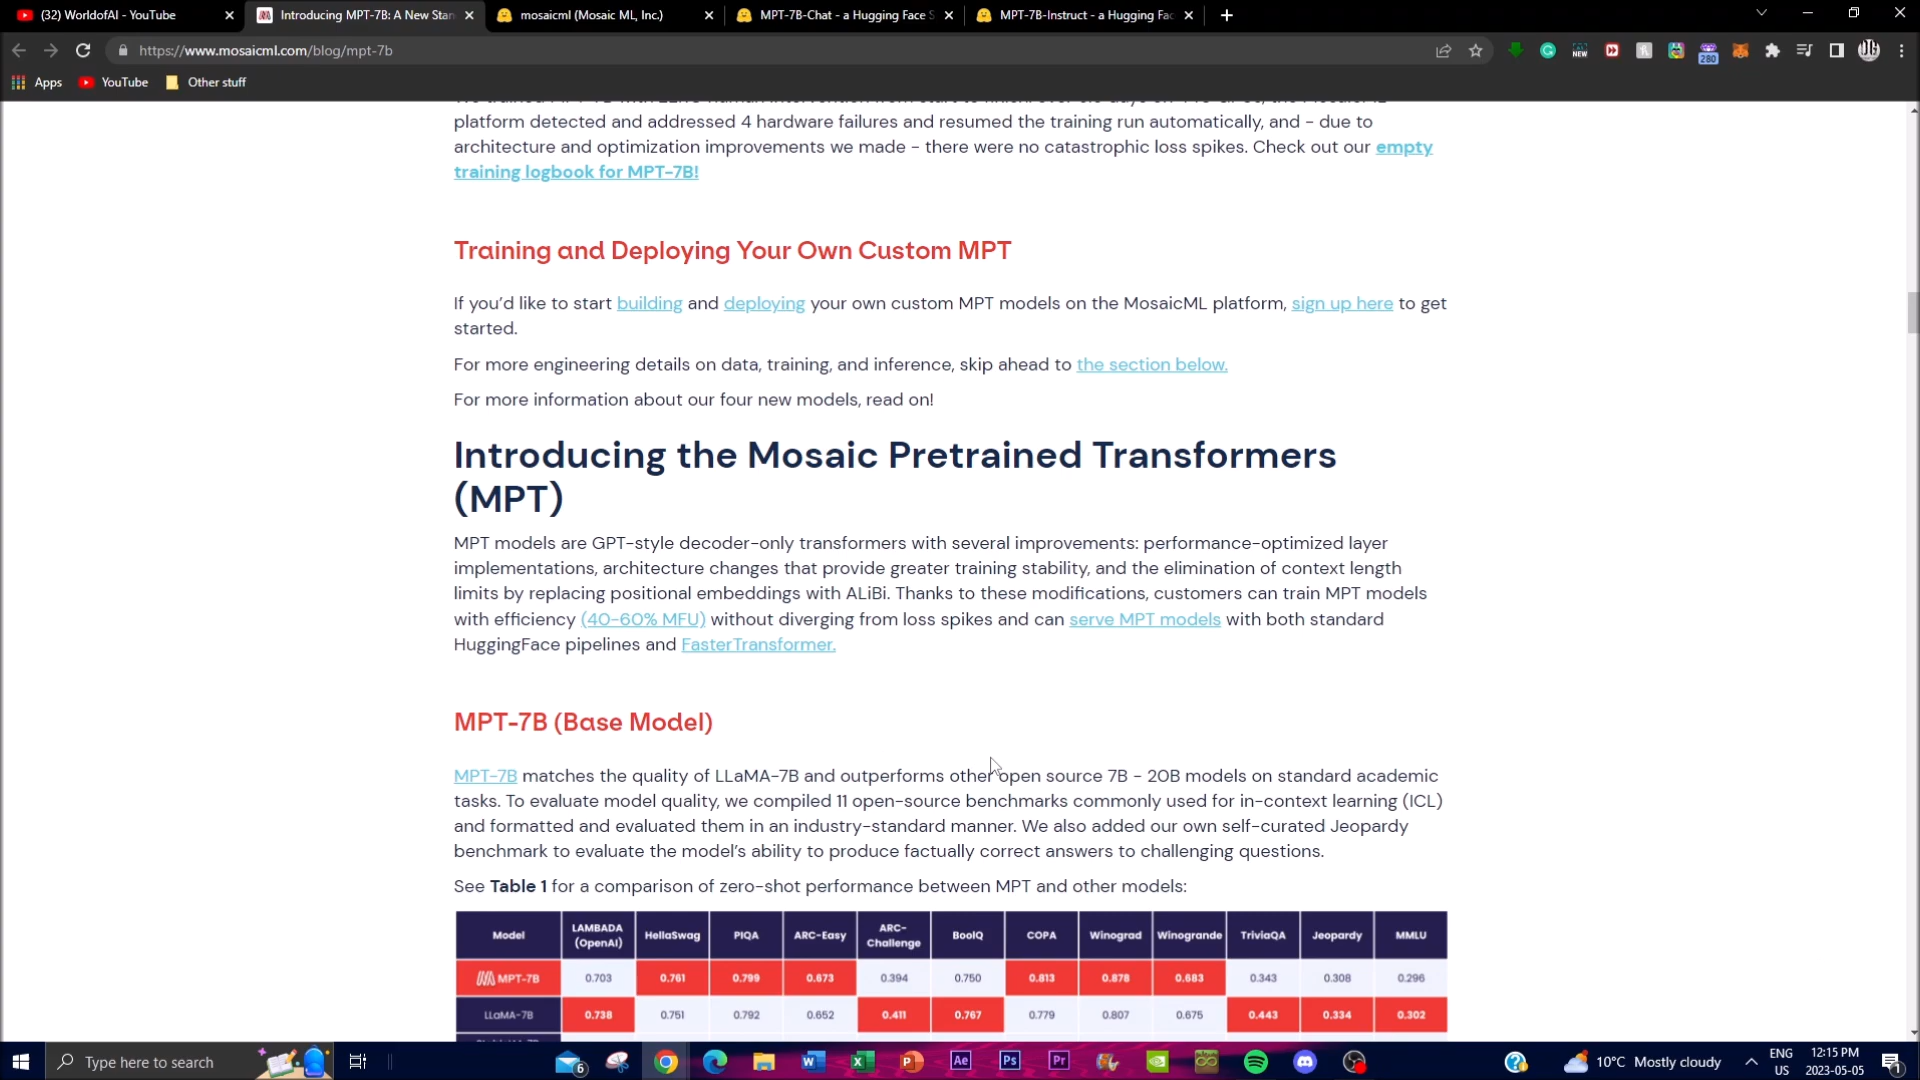 (32) WorldofAI - YouTube
Introducing MPT-7B: A New Stan
mosaicml (Mosaic ML, Inc.)
MPT-7B-Chat - a Hugging Face S
MPT-7B-Instruct - a Hugging Fac
https://www.mosaicml.com/blog/mpt-7b
NEW
280
Apps
YouTube
Other stuff
platform detected and addressed 4 hardware failures and resumed the training run automatically, and - due to
architecture and optimization improvements we made - there were no catastrophic loss spikes. Check out our empty
training logbook for MPT-7B!
Training and Deploying Your Own Custom MPT
If you'd like to start building and deploying your own custom MPT models on the MosaicML platform, sign up here to get
started.
For more engineering details on data, training, and inference, skip ahead to the section below.
For more information about our four new models, read on!
Introducing the Mosaic Pretrained Transformers
(MPT)
MPT models are GPT-style decoder-only transformers with several improvements: performance-optimized layer
implementations, architecture changes that provide greater training stability, and the elimination of context length
limits by replacing positional embeddings with ALiBi. Thanks to these modifications, customers can train MPT models
with efficiency (40-60% MFU) without diverging from loss spikes and can serve MPT models with both standard
HuggingFace pipelines and FasterTransformer.
MPT-7B (Base Model)
MPT-7B matches the quality of LLaMA-7B and outperforms other open source 7B - 20B models on standard academic
tasks. To evaluate model quality, we compiled 11 open-source benchmarks commonly used for in-context learning (ICL)
and formatted and evaluated them in an industry-standard manner. We also added our own self-curated Jeopardy
benchmark to evaluate the model's ability to produce factually correct answers to challenging questions.
See Table 1 for a comparison of zero-shot performance between MPT and other models:
Model LAMBADA (OpenAI) HellaSwag PIQA ARC-Easy ARC-Challenge BoolQ COPA Winograd Winogrande TriviaQA Jeopardy MMLU
MPT-7B 0.703 0.761 0.799 0.673 0.394 0.750 0.813 0.878 0.683 0.343 0.308 0.296
LLaMA-7B 0.738 0.751 0.792 0.652 0.411 0.767 0.779 0.807 0.675 0.443 0.334 0.302
Type here to search
6
Ae
Ps
Pr
10°C Mostly cloudy
ENG
US
12:15 PM
2023-05-05
1